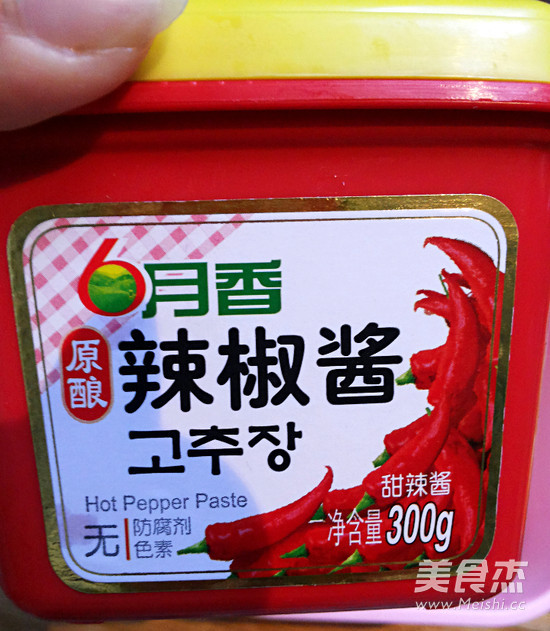 6月香
原酿
辣椒酱
고추장
Hot Pepper Paste
甜辣酱
无
防腐剂
色素
净含量300g
美食杰
www.Meishi.cc